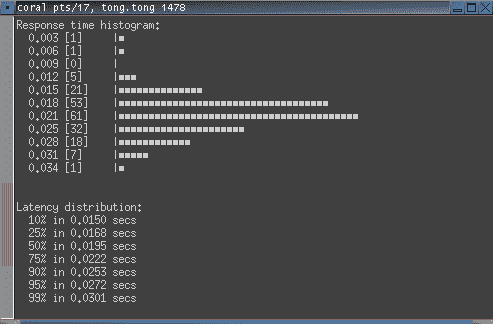 coral pts/17, tong.tong 1478
Response time histogram:
0.003 [1] |■
0.006 [1] |■
0.009 [0] |
0.012 [5] |■■■
0.015 [21] |■■■■■■■■■■■■■■
0.018 [53] |■■■■■■■■■■■■■■■■■■■■■■■■■■■■■■■■■■■
0.021 [61] |■■■■■■■■■■■■■■■■■■■■■■■■■■■■■■■■■■■■■■■■
0.025 [32] |■■■■■■■■■■■■■■■■■■■■■
0.028 [18] |■■■■■■■■■■■■
0.031 [7] |■■■■■
0.034 [1] |■
Latency distribution:
10% in 0.0150 secs
25% in 0.0168 secs
50% in 0.0195 secs
75% in 0.0222 secs
90% in 0.0253 secs
95% in 0.0272 secs
99% in 0.0301 secs